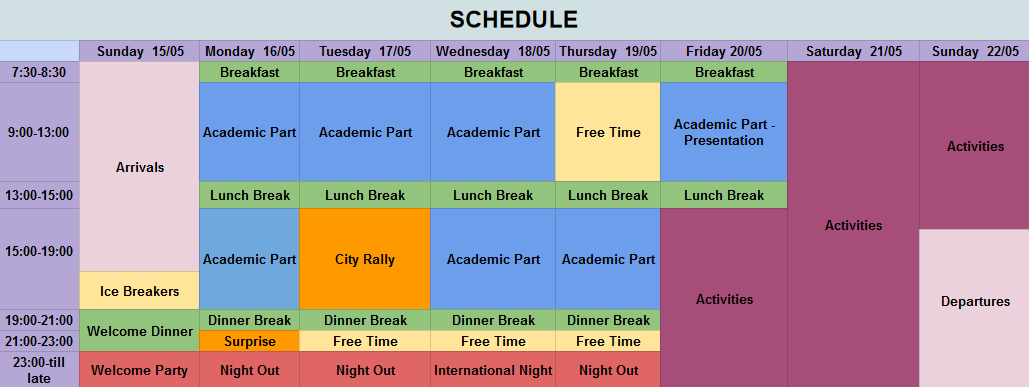 SCHEDULE
Sunday 15/05 Monday 16/05 Tuesday 17/05 Wednesday 18/05 Thursday 19/05 Friday 20/05 Saturday 21/05 Sunday 22/05
7:30-8:30 Breakfast Breakfast Breakfast Breakfast Breakfast
9:00-13:00 Academic Part Academic Part Academic Part Free Time Academic Part -
Presentation
Activities
Arrivals
13:00-15:00 Lunch Break Lunch Break Lunch Break Lunch Break Lunch Break
Activities
15:00-19:00 Academic Part City Rally Academic Part Academic Part
Ice Breakers
Activities
Departures
19:00-21:00 Dinner Break Dinner Break Dinner Break Dinner Break
Welcome Dinner
21:00-23:00 Surprise Free Time Free Time Free Time
23:00-till
late
Welcome Party Night Out Night Out International Night Night Out